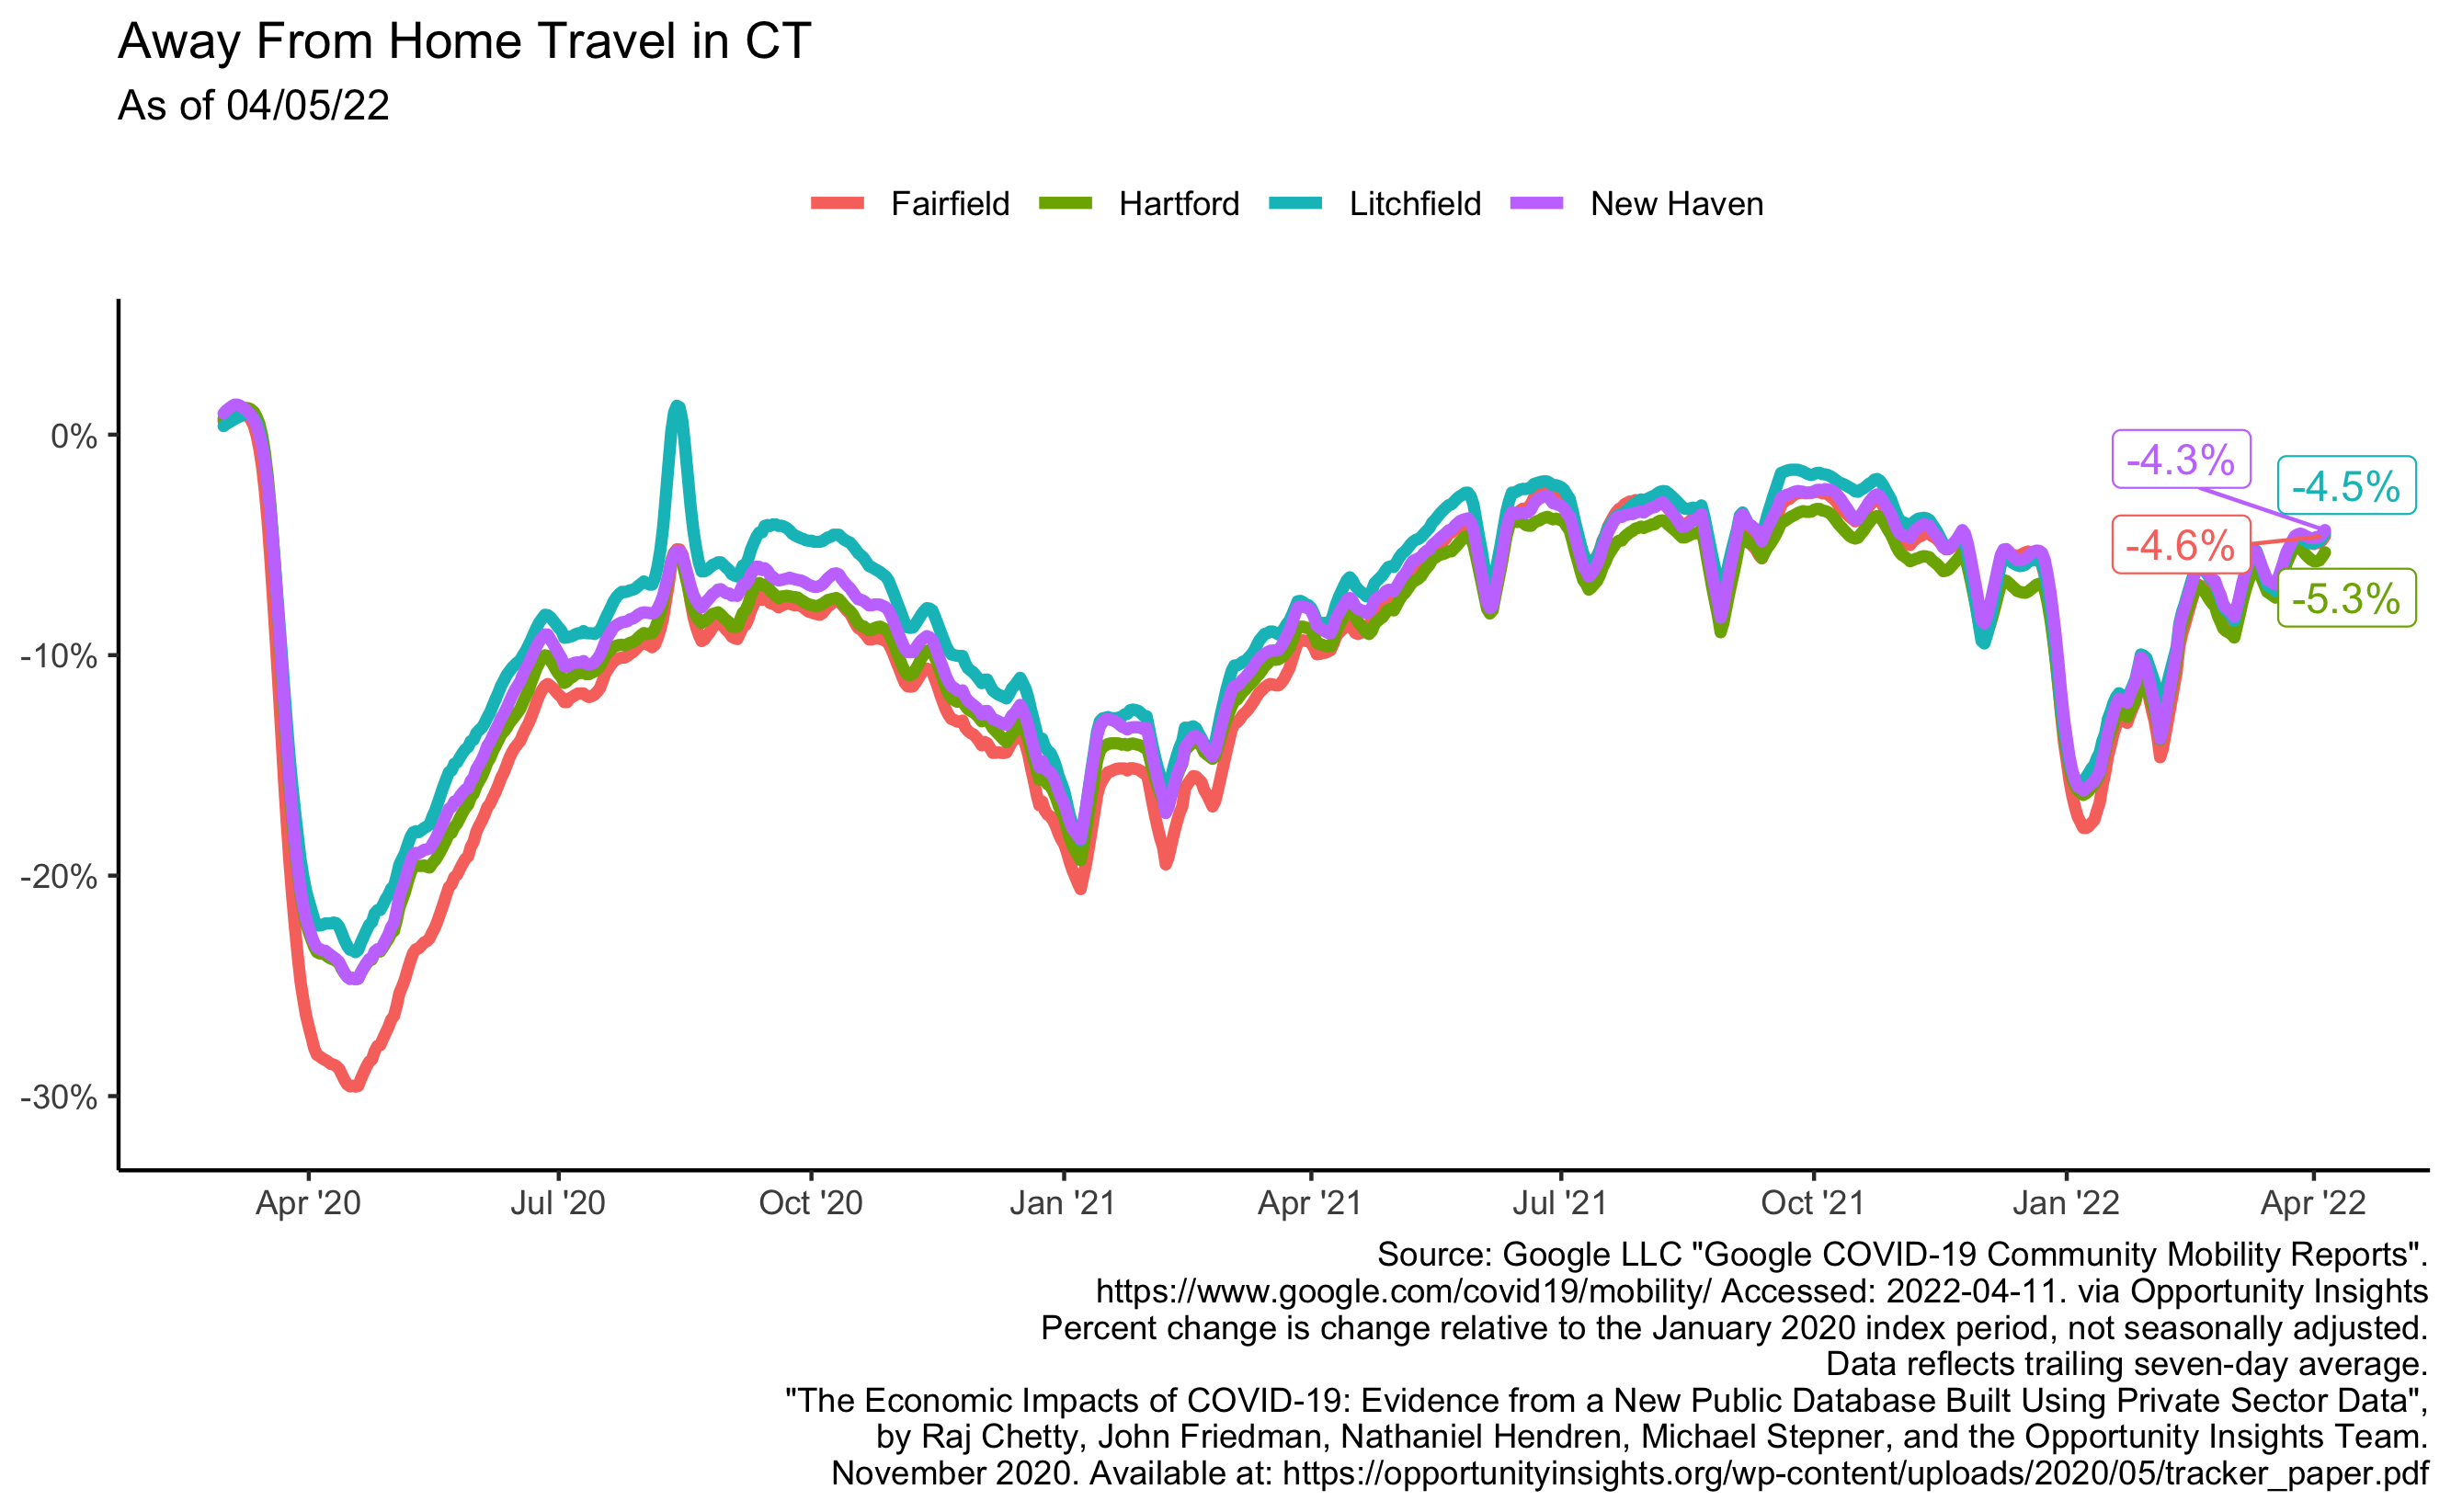 Away From Home Travel in CT
As of 04/05/22
Fairfield Hartford Litchfield New Haven
0%
-10%
-20%
-30%
-4.3%
-4.5%
-4.6%
-5.3%
Apr '20 Jul '20 Oct '20 Jan '21 Apr '21 Jul '21 Oct '21 Jan '22 Apr '22
Source: Google LLC "Google COVID-19 Community Mobility Reports".
https://www.google.com/covid19/mobility/ Accessed: 2022-04-11. via Opportunity Insights
Percent change is change relative to the January 2020 index period, not seasonally adjusted.
Data reflects trailing seven-day average.
"The Economic Impacts of COVID-19: Evidence from a New Public Database Built Using Private Sector Data",
by Raj Chetty, John Friedman, Nathaniel Hendren, Michael Stepner, and the Opportunity Insights Team.
November 2020. Available at: https://opportunityinsights.org/wp-content/uploads/2020/05/tracker_paper.pdf